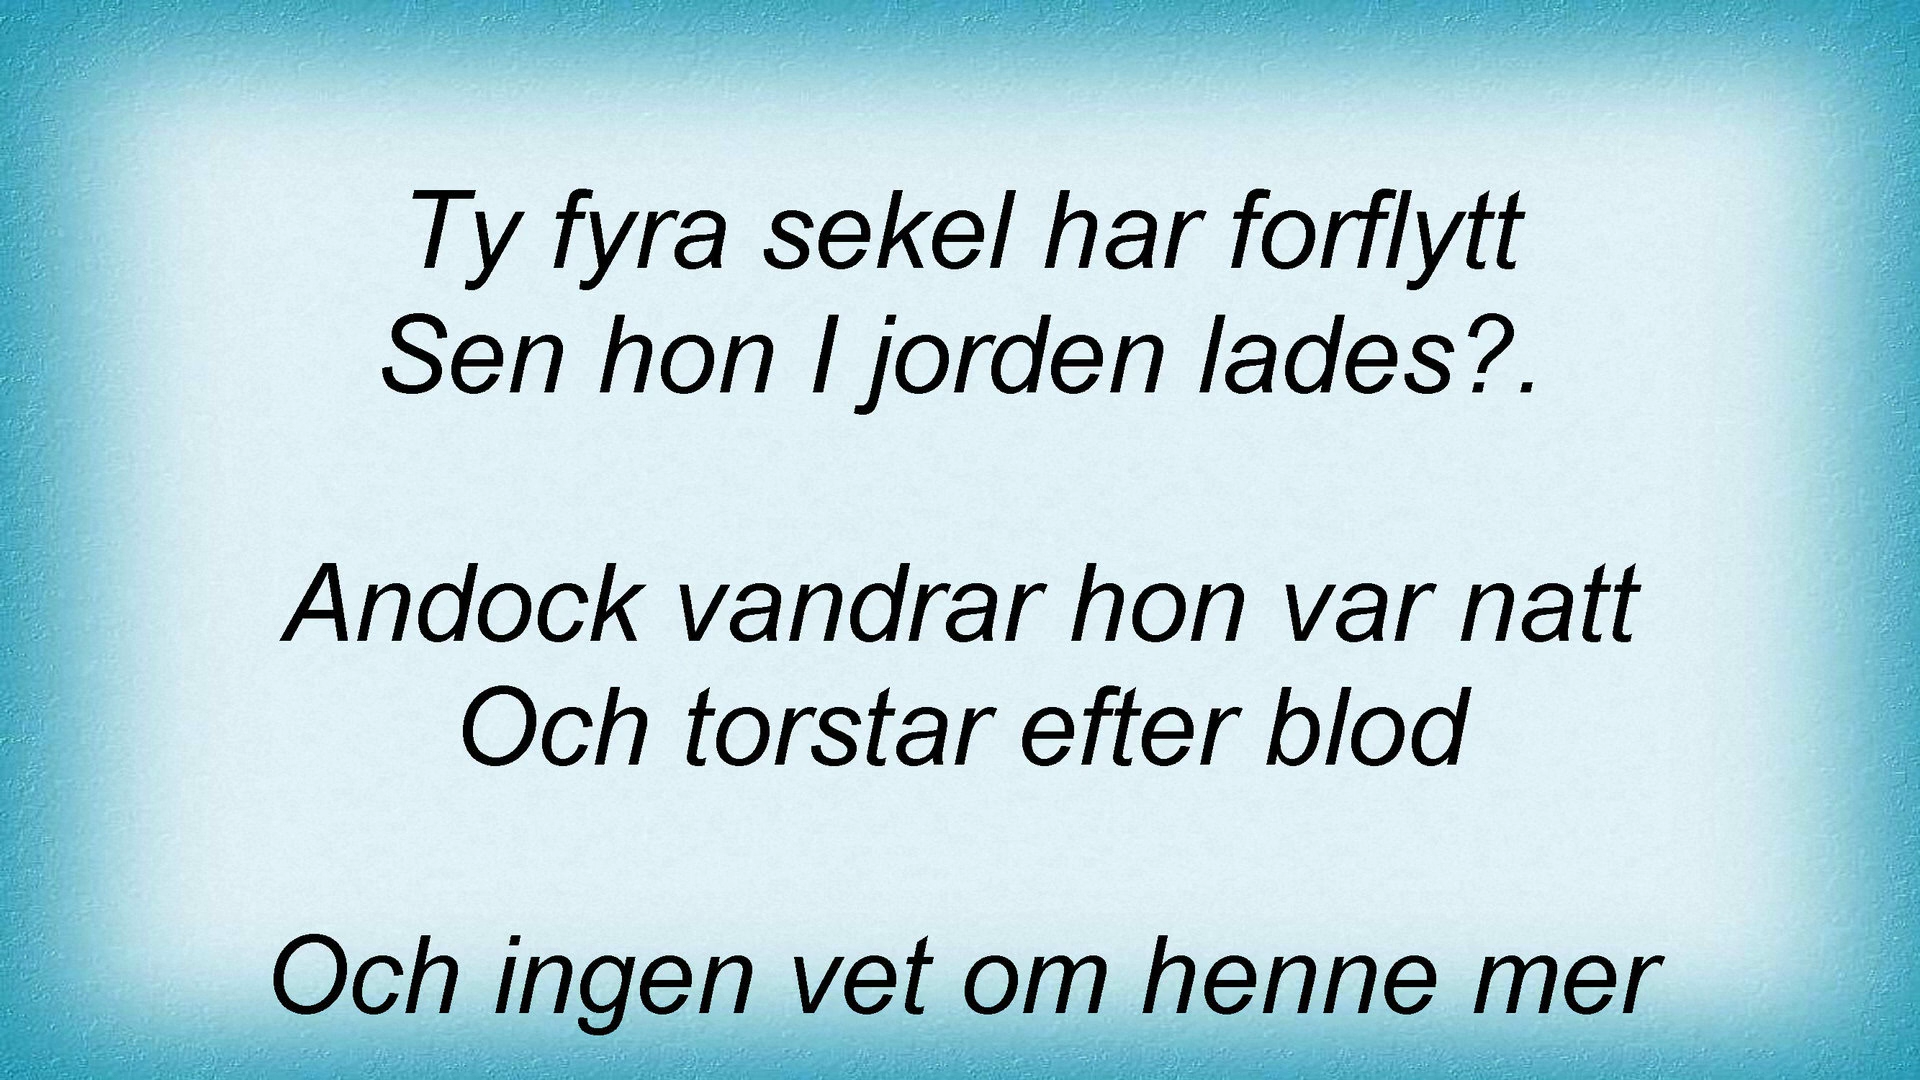 Ty fyra sekel har forflytt
Sen hon I jorden lades?.
Andock vandrar hon var natt
Och torstar efter blod
Och ingen vet om henne mer